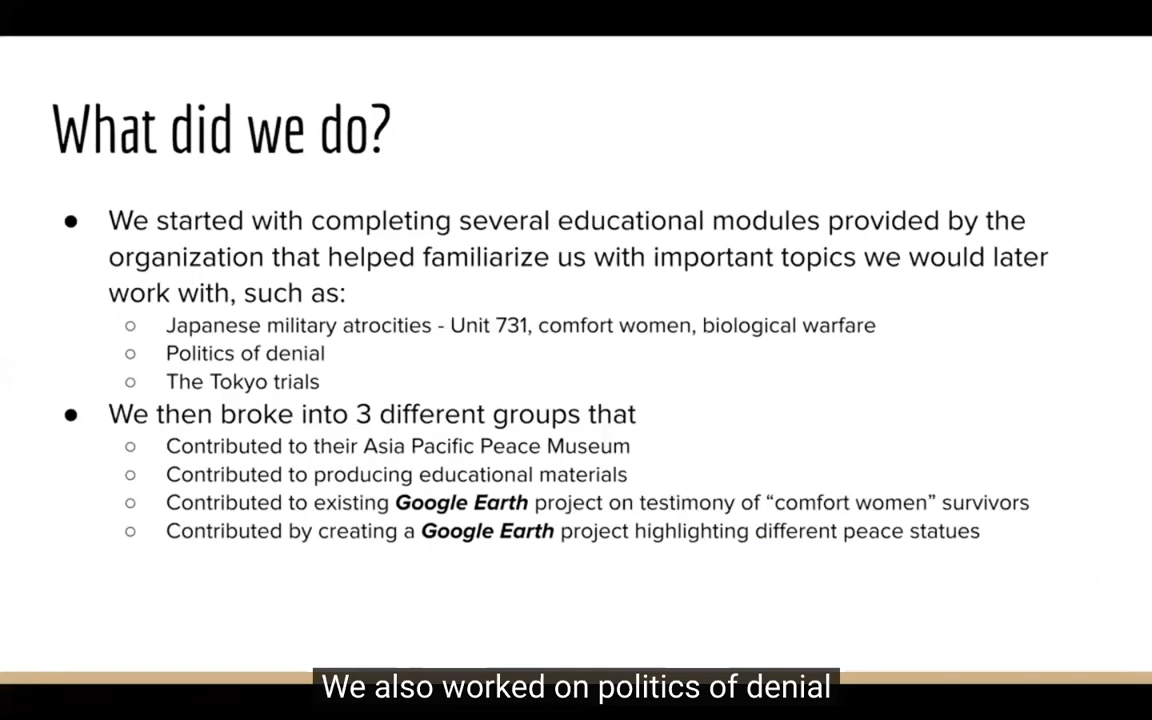 What did we do?
● We started with completing several educational modules provided by the
organization that helped familiarize us with important topics we would later
work with, such as:
○ Japanese military atrocities - Unit 731, comfort women, biological warfare
○ Politics of denial
○ The Tokyo trials
● We then broke into 3 different groups that
○ Contributed to their Asia Pacific Peace Museum
○ Contributed to producing educational materials
○ Contributed to existing Google Earth project on testimony of “comfort women” survivors
○ Contributed by creating a Google Earth project highlighting different peace statues
We also worked on politics of denial